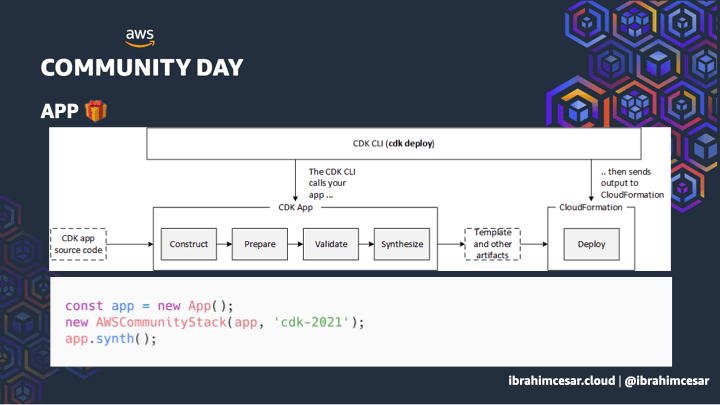 aws
COMMUNITY DAY
APP 🎁
CDK CLI (cdk deploy)
The CDK CLI
calls your
app ...
.. then sends
output to
CloudFormation
CDK App
CloudFormation
CDK app
source code
Construct
Prepare
Validate
Synthesize
Template
and other
artifacts
Deploy
const app = new App();
new AWSCommunityStack(app, 'cdk-2021');
app.synth();
ibrahimcesar.cloud | @ibrahimcesar